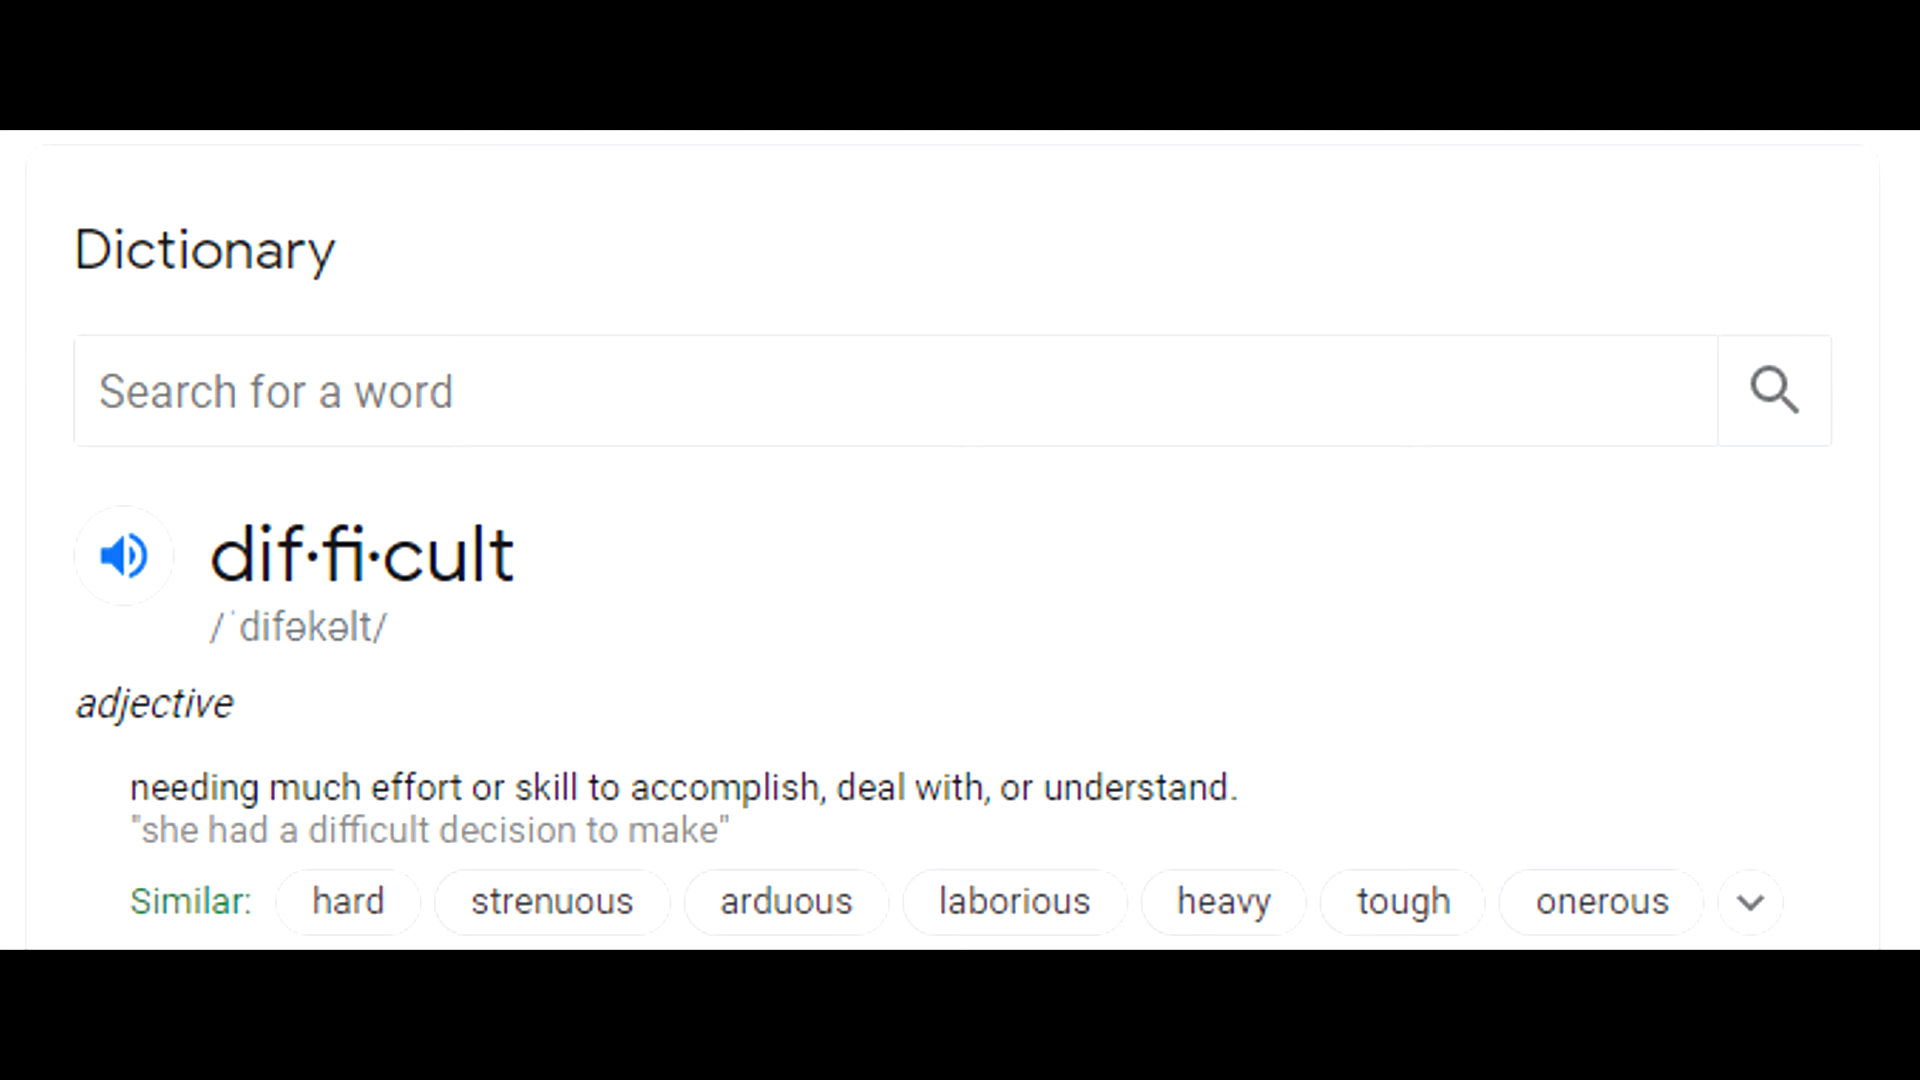 Dictionary
Search for a word
dif·fi·cult
/ˈdifəkəlt/
adjective
needing much effort or skill to accomplish, deal with, or understand.
"she had a difficult decision to make"
Similar: hard strenuous arduous laborious heavy tough onerous